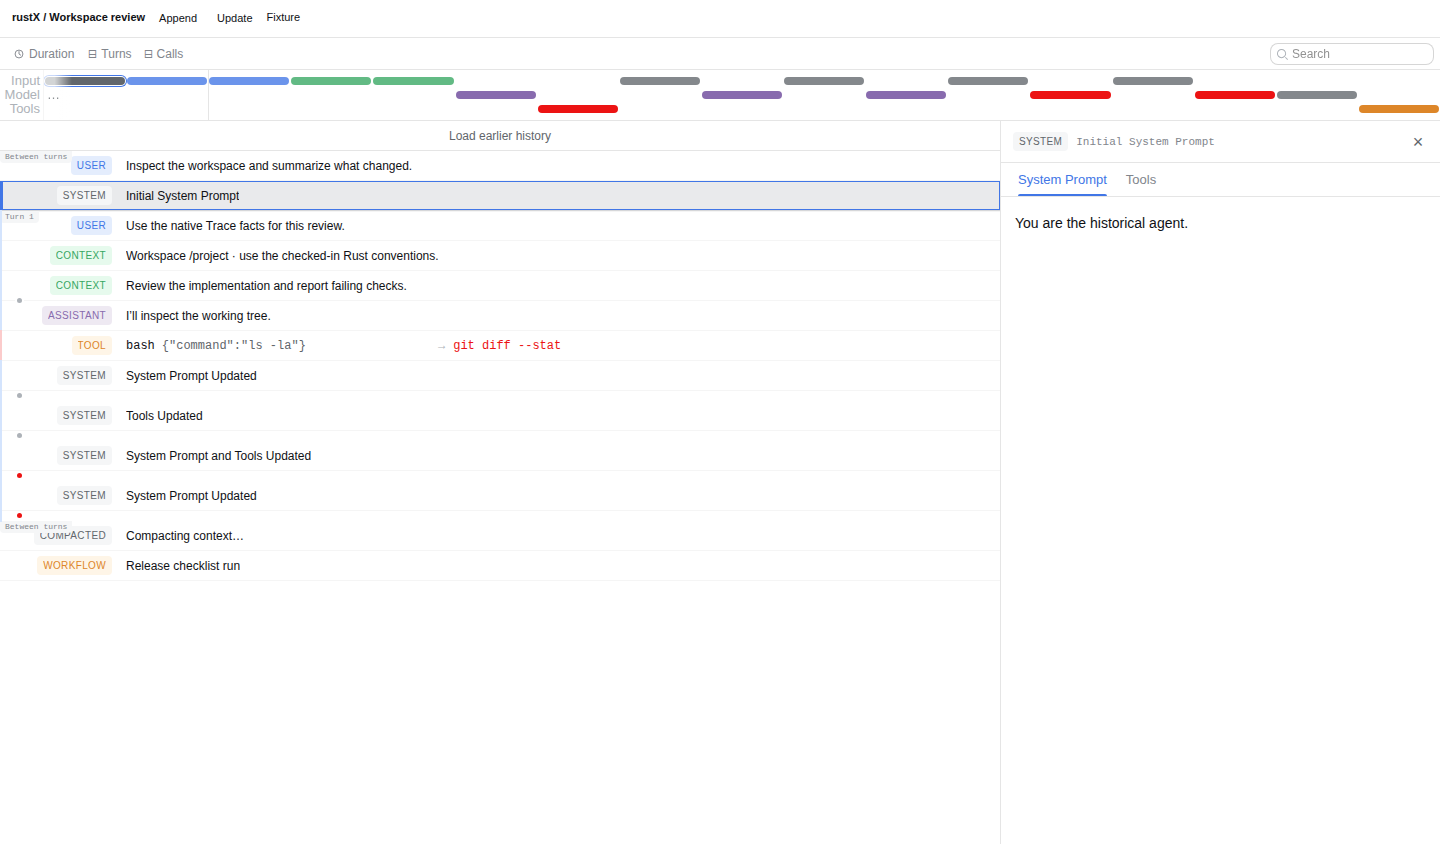 rustX / Workspace review Append Update Fixture
Duration Turns Calls Search
Input
Model ...
Tools
Load earlier history
Between turns
USER Inspect the workspace and summarize what changed.
SYSTEM Initial System Prompt
Turn 1
USER Use the native Trace facts for this review.
CONTEXT Workspace /project · use the checked-in Rust conventions.
CONTEXT Review the implementation and report failing checks.
ASSISTANT I’ll inspect the working tree.
TOOL bash {"command":"ls -la"} → git diff --stat
SYSTEM System Prompt Updated
SYSTEM Tools Updated
SYSTEM System Prompt and Tools Updated
SYSTEM System Prompt Updated
Between turns
COMPACTED Compacting context…
WORKFLOW Release checklist run
SYSTEM Initial System Prompt ×
System Prompt Tools
You are the historical agent.